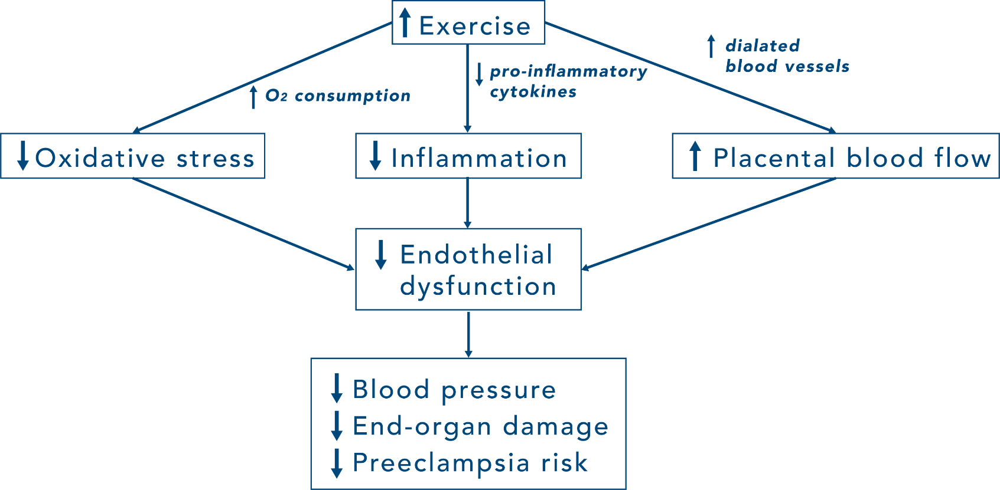 ↑ Exercise
↑ dialated
blood vessels
↓ pro-inflammatory
cytokines
↑ O2 consumption
↓ Oxidative stress
↓ Inflammation
↑ Placental blood flow
↓ Endothelial
dysfunction
↓ Blood pressure
↓ End-organ damage
↓ Preeclampsia risk